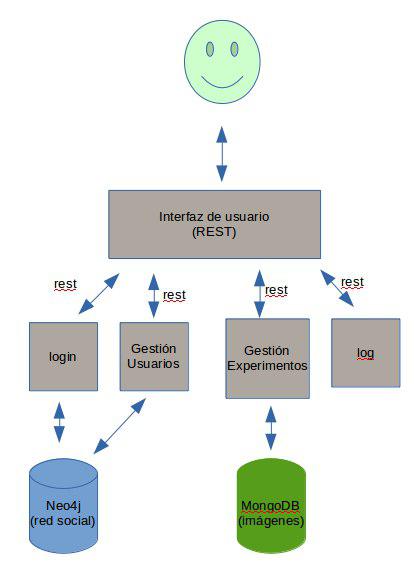 Interfaz de usuario
(REST)
rest
rest
rest
rest
login
Gestión
Usuarios
Gestión
Experimentos
log
Neo4j
(red social)
MongoDB
(imágenes)